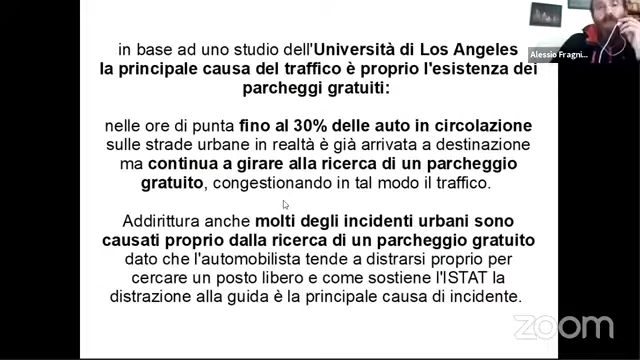 in base ad uno studio dell'Università di Los Angeles
la principale causa del traffico è proprio l'esistenza dei
parcheggi gratuiti:
nelle ore di punta fino al 30% delle auto in circolazione
sulle strade urbane in realtà è già arrivata a destinazione
ma continua a girare alla ricerca di un parcheggio
gratuito, congestionando in tal modo il traffico.
Addirittura anche molti degli incidenti urbani sono
causati proprio dalla ricerca di un parcheggio gratuito
dato che l'automobilista tende a distrarsi proprio per
cercare un posto libero e come sostiene l'ISTAT la
distrazione alla guida è la principale causa di incidente.
Alessio Fragni...
zoom